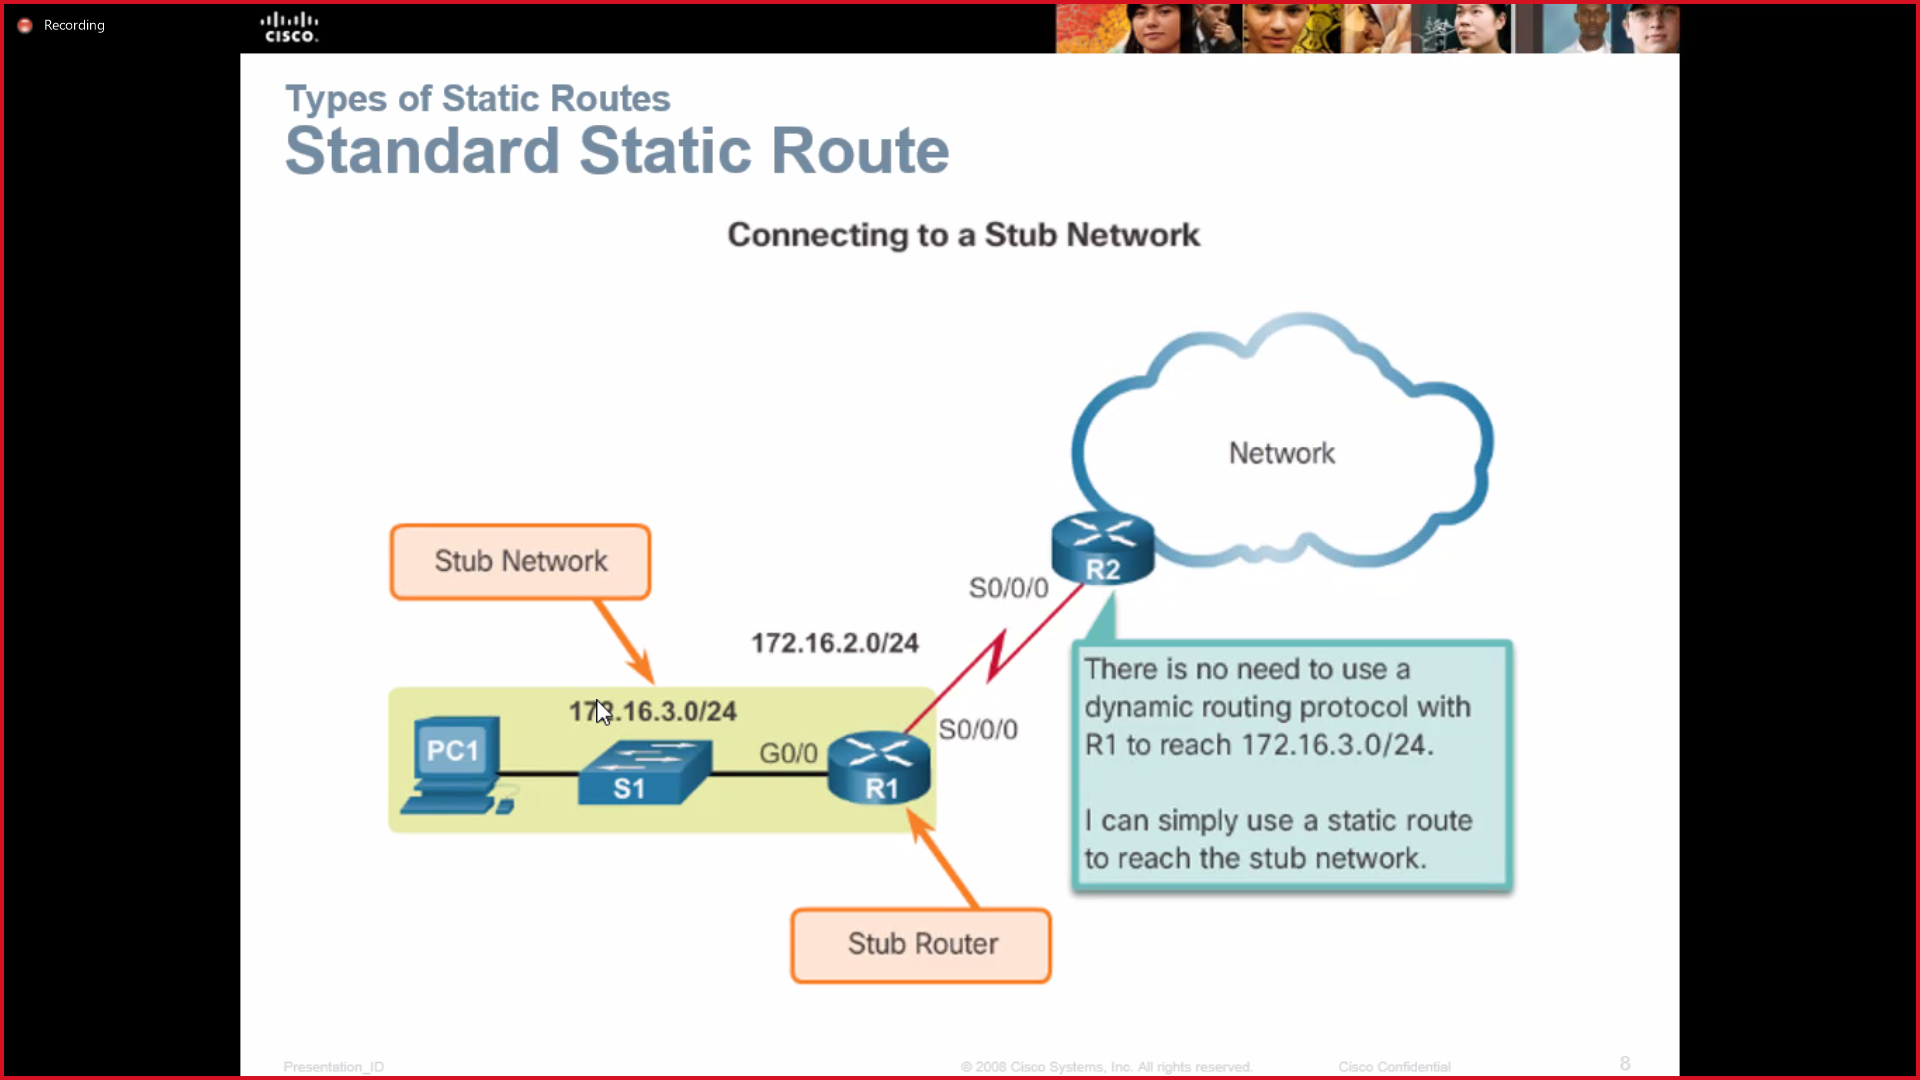 Recording
CISCO.
Types of Static Routes
Standard Static Route
Connecting to a Stub Network
Network
Stub Network
R2
S0/0/0
172.16.2.0/24
There is no need to use a
dynamic routing protocol with
R1 to reach 172.16.3.0/24.
I can simply use a static route
to reach the stub network.
172.16.3.0/24
S0/0/0
PC1
G0/0
S1
R1
Stub Router
Presentation_ID
© 2008 Cisco Systems, Inc. All rights reserved.
Cisco Confidential
8